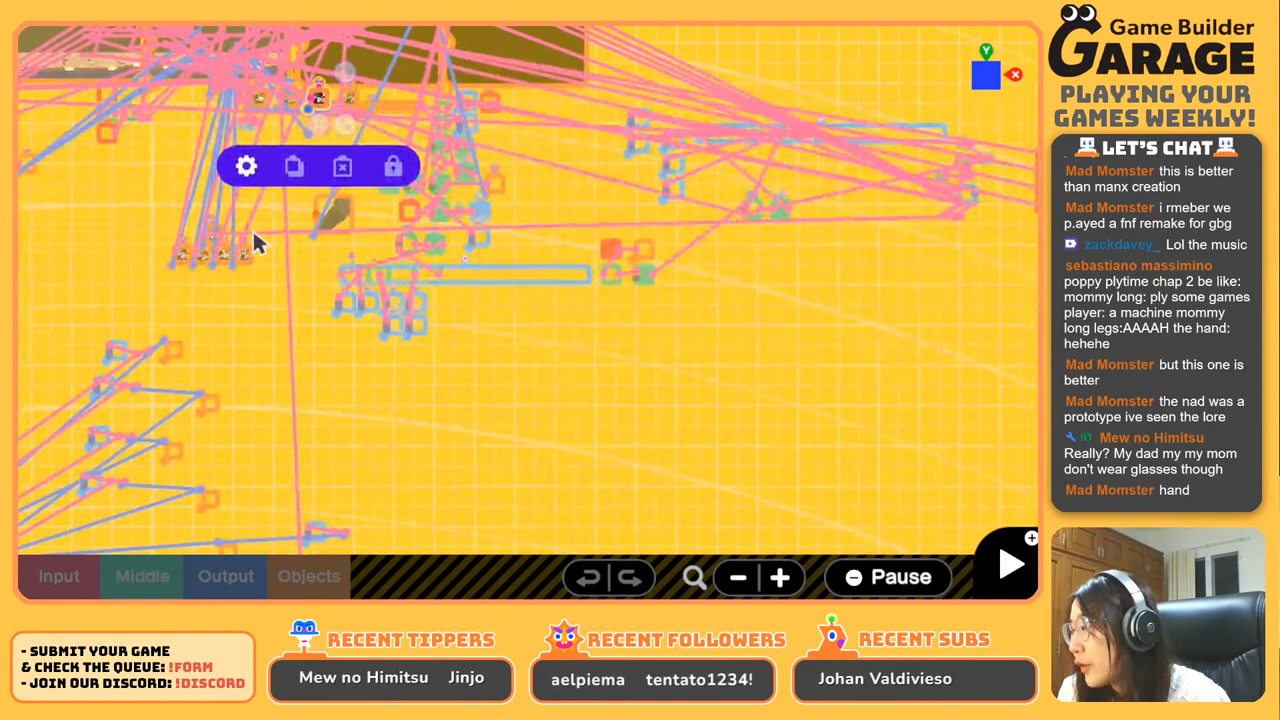 Game Builder
GARAGE
PLAYING YOUR
GAMES WEEKLY!
LET'S CHAT
Mad Momster this is better
than manx creation
Mad Momster i rmeber we
p.ayed a fnf remake for gbg
zackdavey_ Lol the music
sebastiano massimino
poppy plytime chap 2 be like:
mommy long: ply some games
player: a machine mommy
long legs:AAAAH the hand:
hehehe
Mad Momster but this one is
better
Mad Momster the nad was a
prototype ive seen the lore
Mew no Himitsu
Really? My dad my my mom
don't wear glasses though
Mad Momster hand
Y
X
Input
Middle
Output
Objects
Pause
- SUBMIT YOUR GAME
& CHECK THE QUEUE: !FORM
- JOIN OUR DISCORD: !DISCORD
RECENT TIPPERS
Mew no Himitsu Jinjo
RECENT FOLLOWERS
aelpiema tentato1234!
RECENT SUBS
Johan Valdivieso